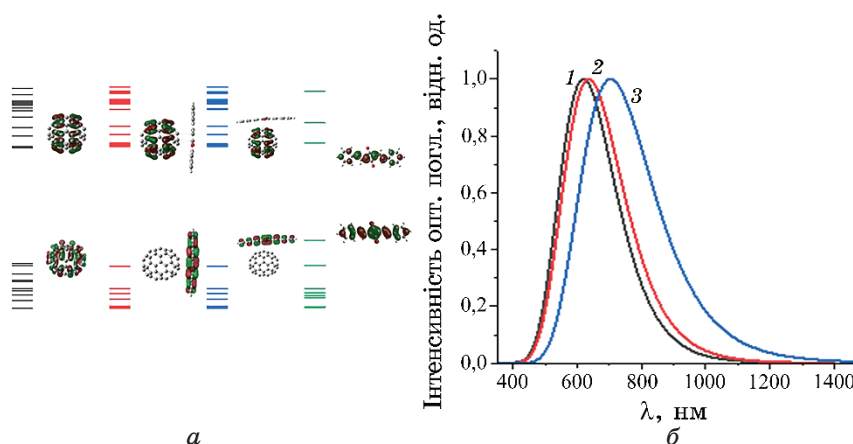 Інтенсивність опт. погл., відн. од.
1,0
0,8
0,6
0,4
0,2
0,0
1
2
3
400 600 800 1000 1200 1400
λ, нм
а
б